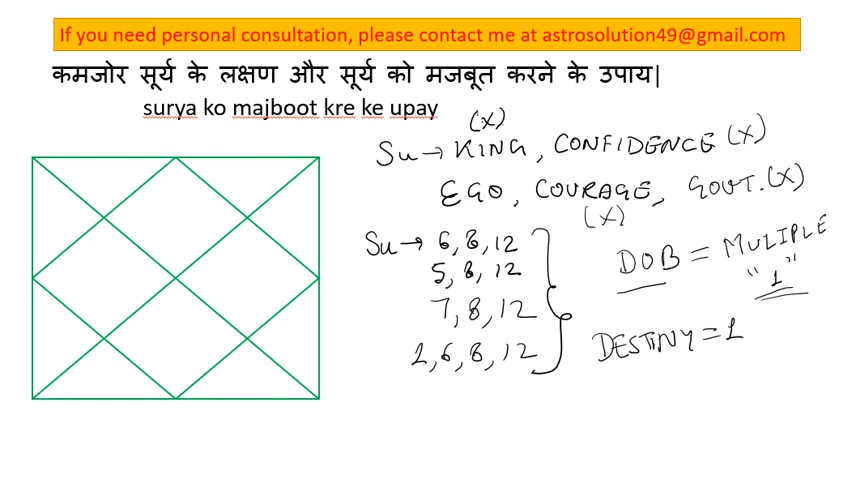 If you need personal consultation, please contact me at astrosolution49@gmail.com
कमजोर सूर्य के लक्षण और सूर्य को मजबूत करने के उपाय|
surya ko majboot kre ke upay
(X)
Su → KING, CONFIDENCE (X)
EGO, COURAGE, GOVT. (X)
(X)
Su → 6, 8, 12
5, 8, 12
7, 8, 12
2, 6, 8, 12
DOB = MULIPLE
"1"
DESTINY = 1